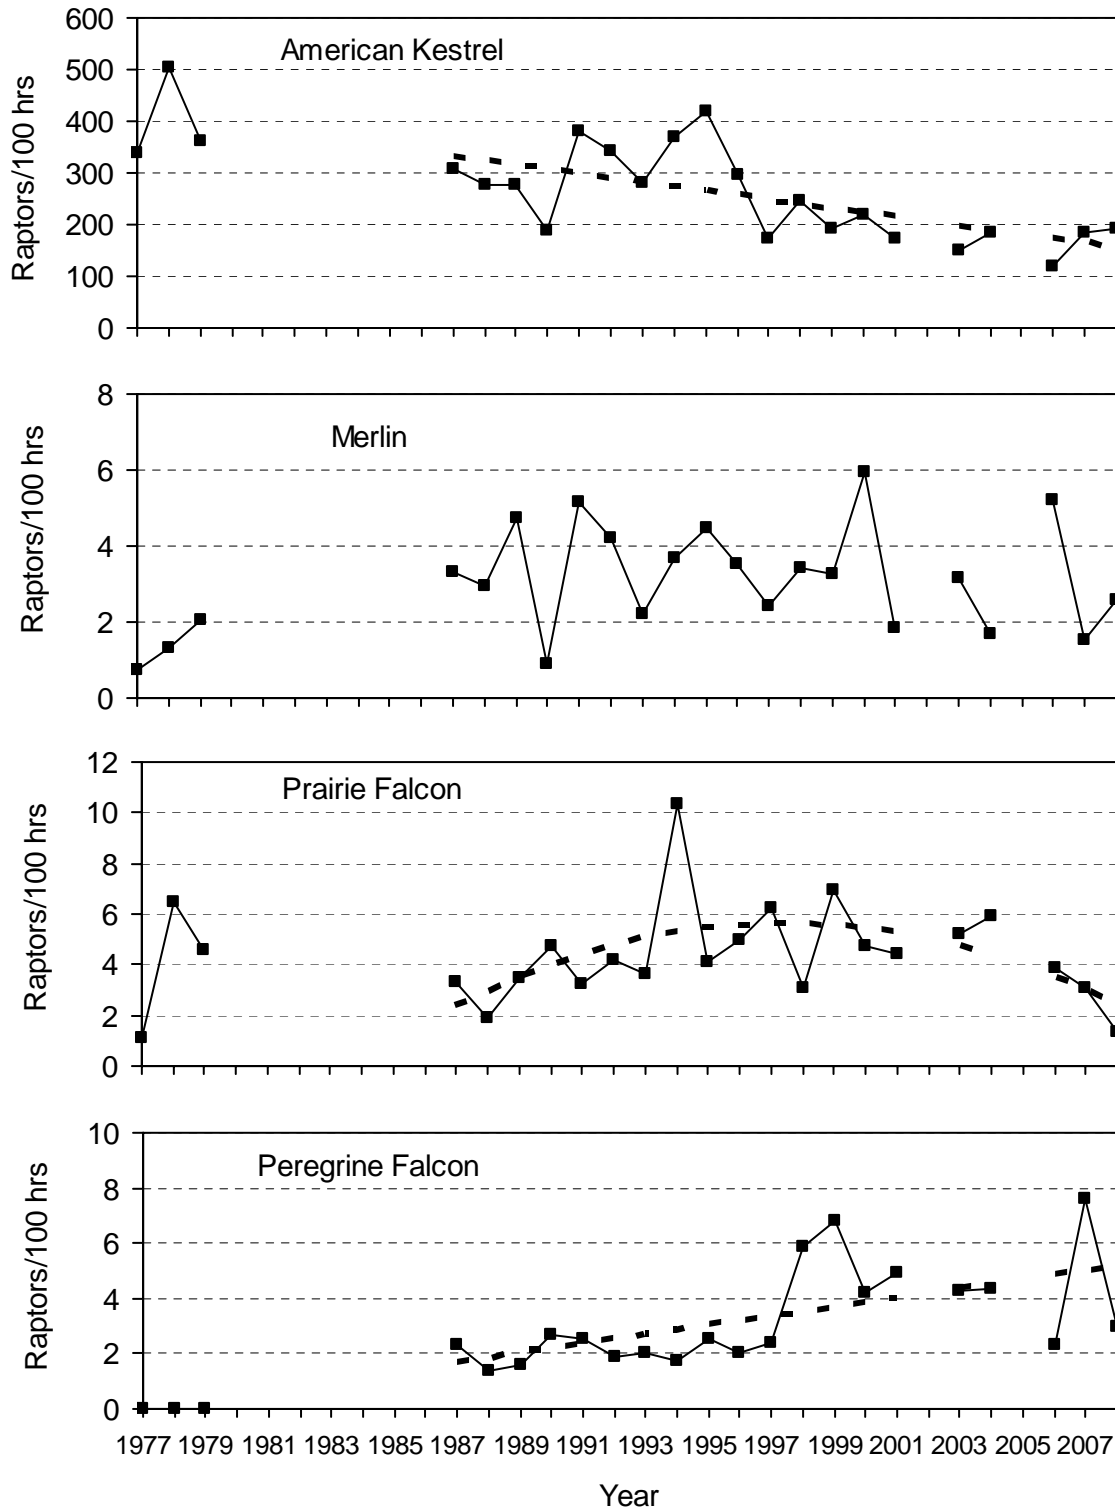 American Kestrel
Raptors/100 hrs
600
500
400
300
200
100
0
Merlin
Raptors/100 hrs
8
6
4
2
0
Prairie Falcon
Raptors/100 hrs
12
10
8
6
4
2
0
Peregrine Falcon
Raptors/100 hrs
10
8
6
4
2
0
1977 1979 1981 1983 1985 1987 1989 1991 1993 1995 1997 1999 2001 2003 2005 2007
Year